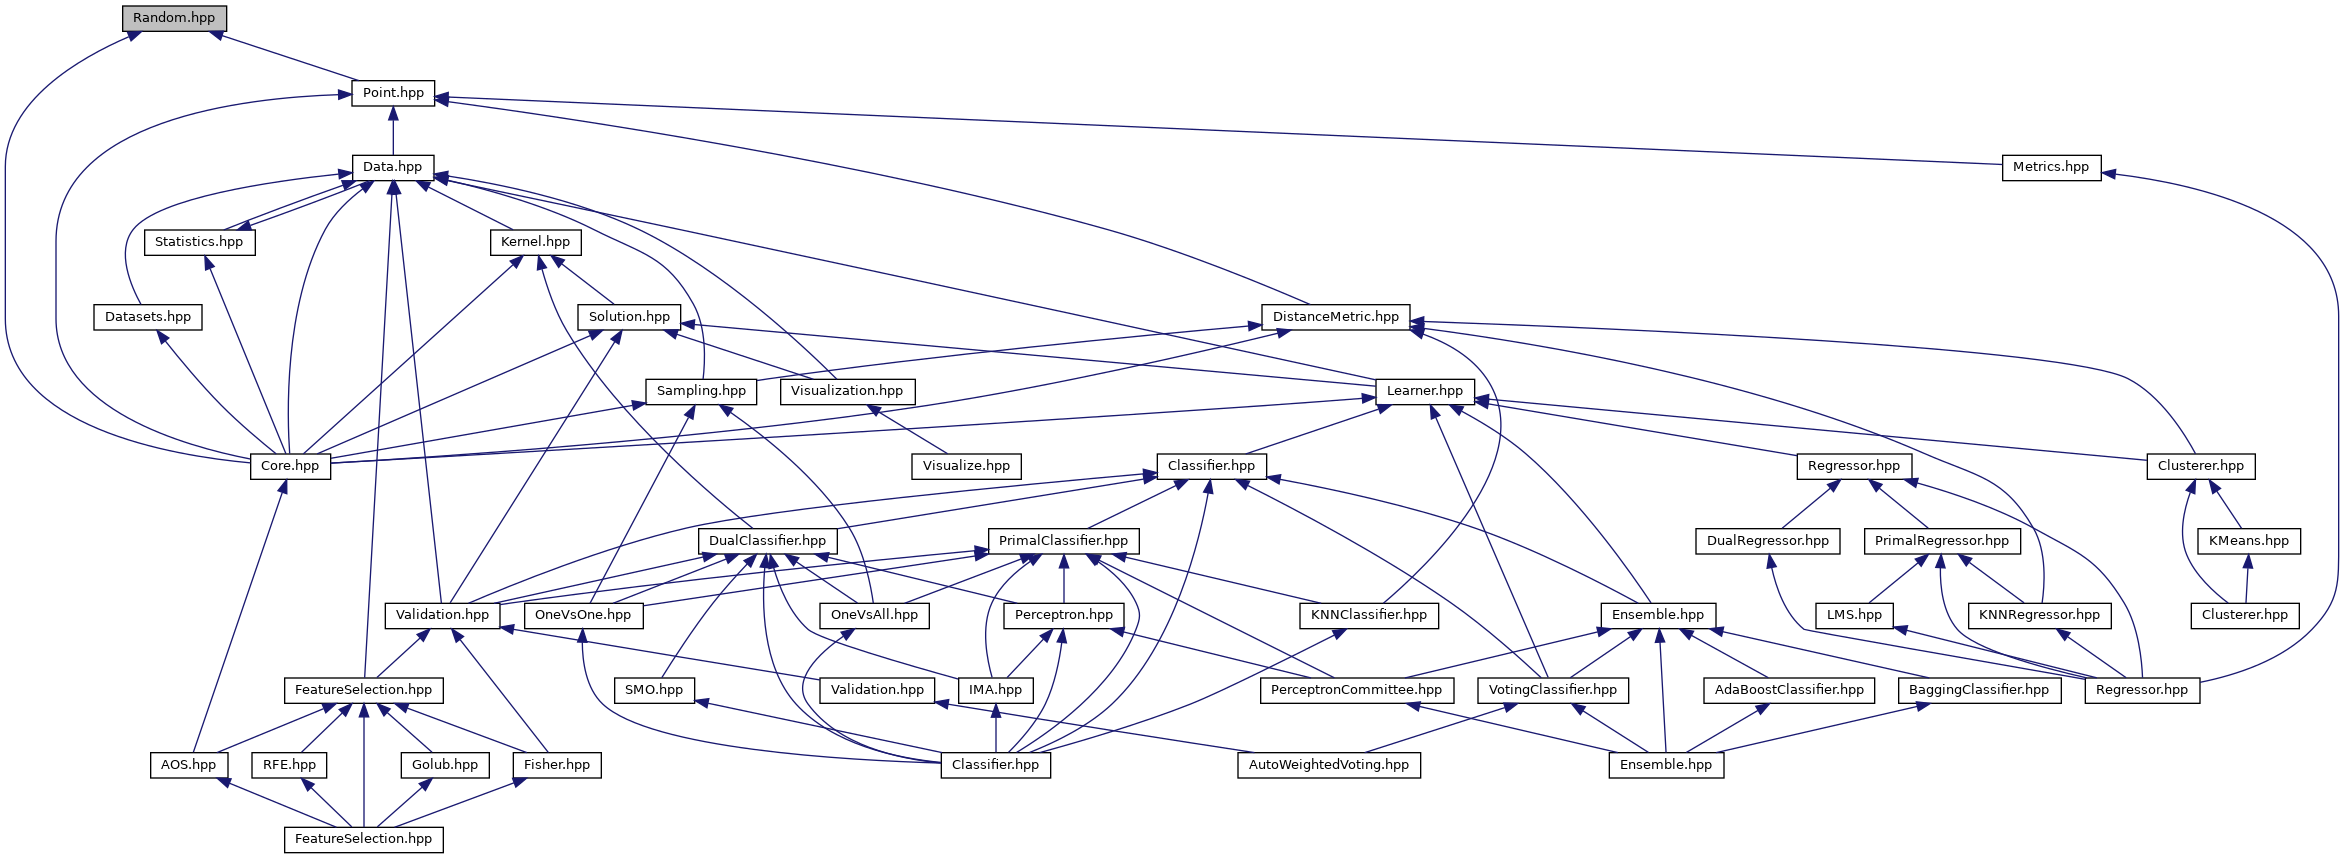 Random.hpp
Point.hpp
Data.hpp
Metrics.hpp
Statistics.hpp
Kernel.hpp
Datasets.hpp
Solution.hpp
DistanceMetric.hpp
Sampling.hpp
Visualization.hpp
Learner.hpp
Core.hpp
Visualize.hpp
Classifier.hpp
Regressor.hpp
Clusterer.hpp
DualClassifier.hpp
PrimalClassifier.hpp
DualRegressor.hpp
PrimalRegressor.hpp
KMeans.hpp
Validation.hpp
OneVsOne.hpp
OneVsAll.hpp
Perceptron.hpp
KNNClassifier.hpp
Ensemble.hpp
LMS.hpp
KNNRegressor.hpp
Clusterer.hpp
FeatureSelection.hpp
SMO.hpp
Validation.hpp
IMA.hpp
PerceptronCommittee.hpp
VotingClassifier.hpp
AdaBoostClassifier.hpp
BaggingClassifier.hpp
Regressor.hpp
AOS.hpp
RFE.hpp
Golub.hpp
Fisher.hpp
Classifier.hpp
AutoWeightedVoting.hpp
Ensemble.hpp
FeatureSelection.hpp